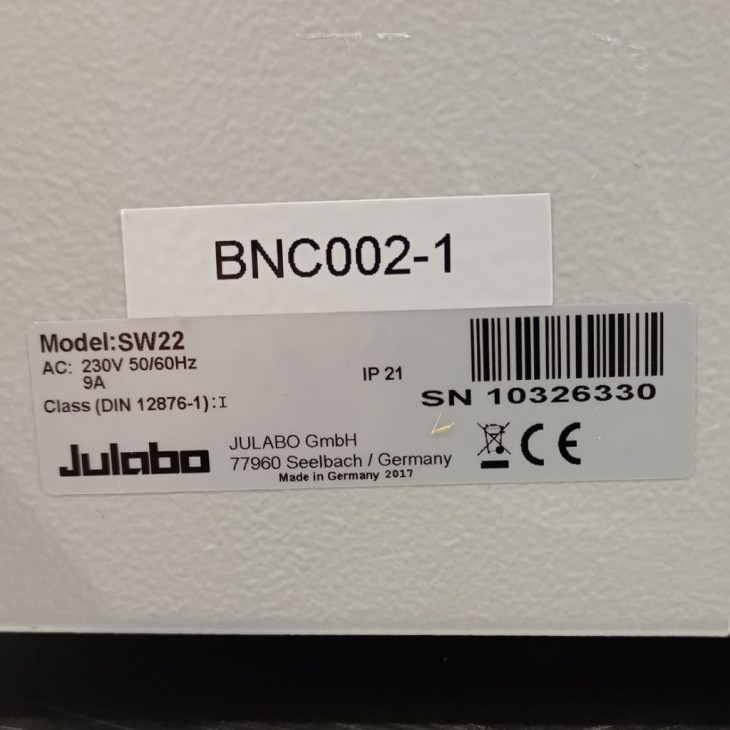 BNC002-1
Model:SW22
AC: 230V 50/60Hz
9A
IP 21
Class (DIN 12876-1):I
SN 10326330
Julabo
JULABO GmbH
77960 Seelbach / Germany
Made in Germany 2017
CE